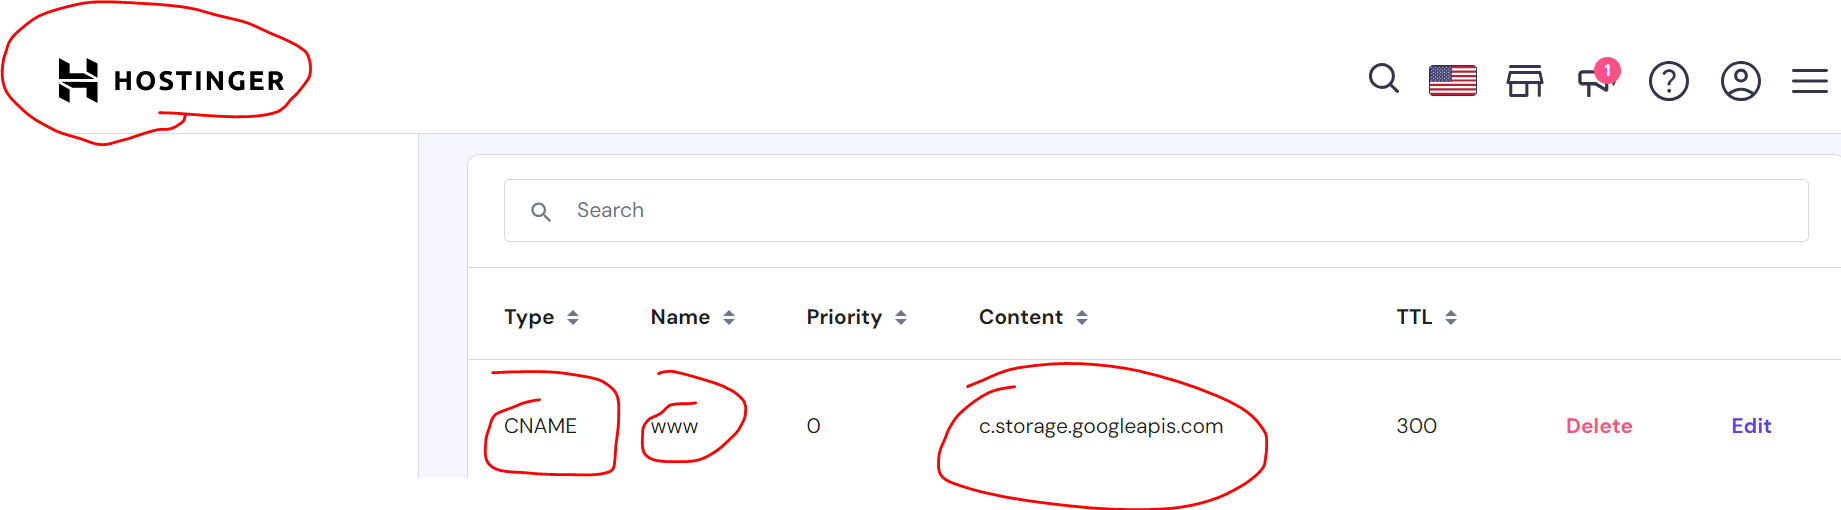 HOSTINGER
1
Search
Type Name Priority Content TTL
CNAME www 0 c.storage.googleapis.com 300 Delete Edit